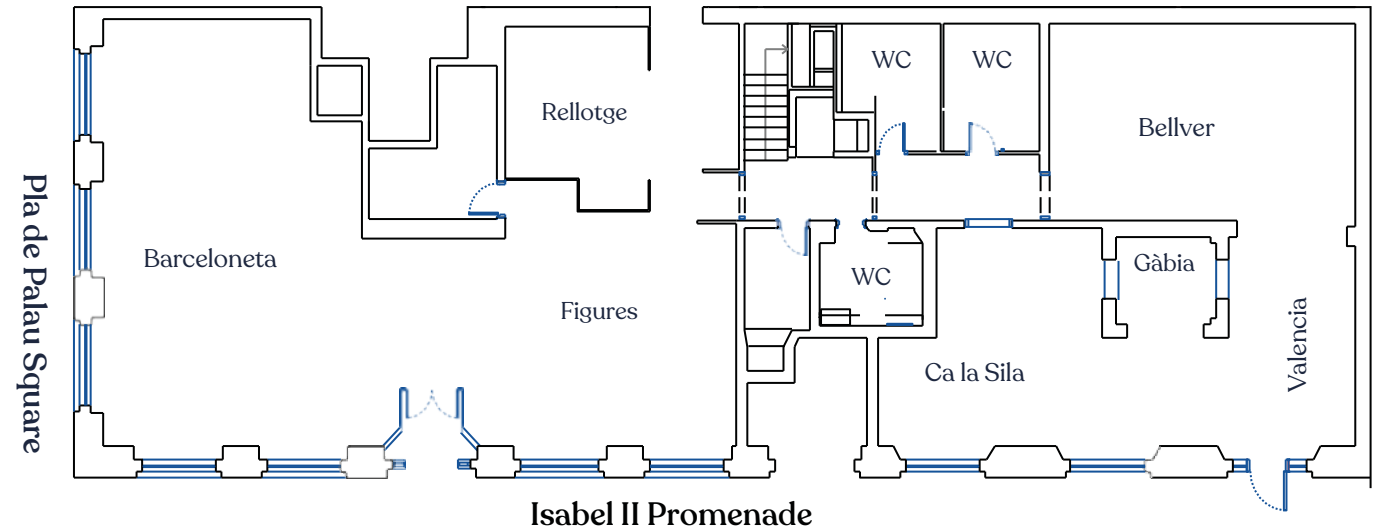 WC
WC
Rellotge
Bellver
Pla de Palau Square
Barceloneta
Gàbia
WC
Figures
Valencia
Ca la Sila
Isabel II Promenade